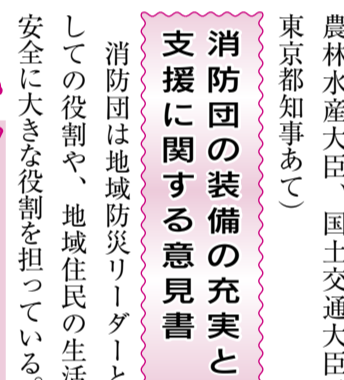 農林水産大臣、国土交通大臣
東京都知事あて）
消防団の装備の充実と
支援に関する意見書
消防団は地域防災リーダーと
しての役割や、地域住民の生活
安全に大きな役割を担っている。